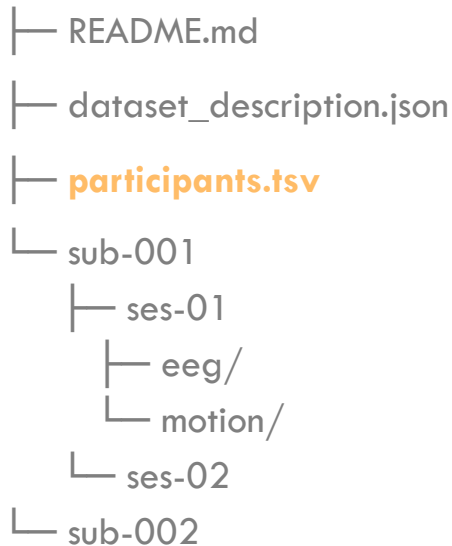 ├── README.md
├── dataset_description.json
├── participants.tsv
└── sub-001
    ├── ses-01
      ├── eeg/
      └── motion/
    └── ses-02
└── sub-002